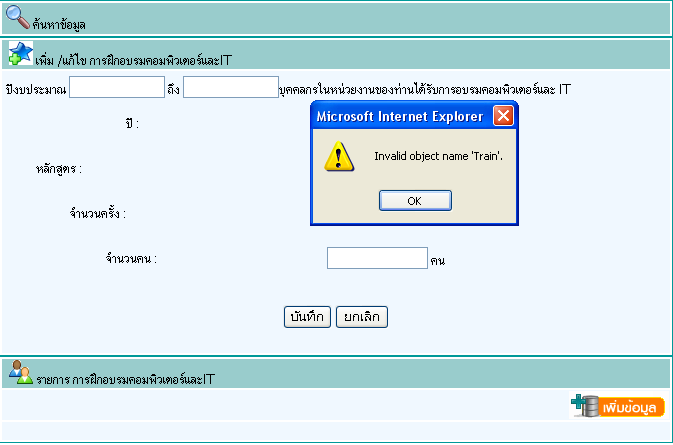 ค้นหาข้อมูล
เพิ่ม /แก้ไข การฝึกอบรมคอมพิวเตอร์และIT
ปีงบประมาณ ถึง บุคคลกรในหน่วยงานของท่านได้รับการอบรมคอมพิวเตอร์และ IT
ปี :
Microsoft Internet Explorer
Invalid object name 'Train'.
OK
หลักสูตร :
จำนวนครั้ง :
จำนวนคน : คน
บันทึก ยกเลิก
รายการ การฝึกอบรมคอมพิวเตอร์และIT
เพิ่มข้อมูล